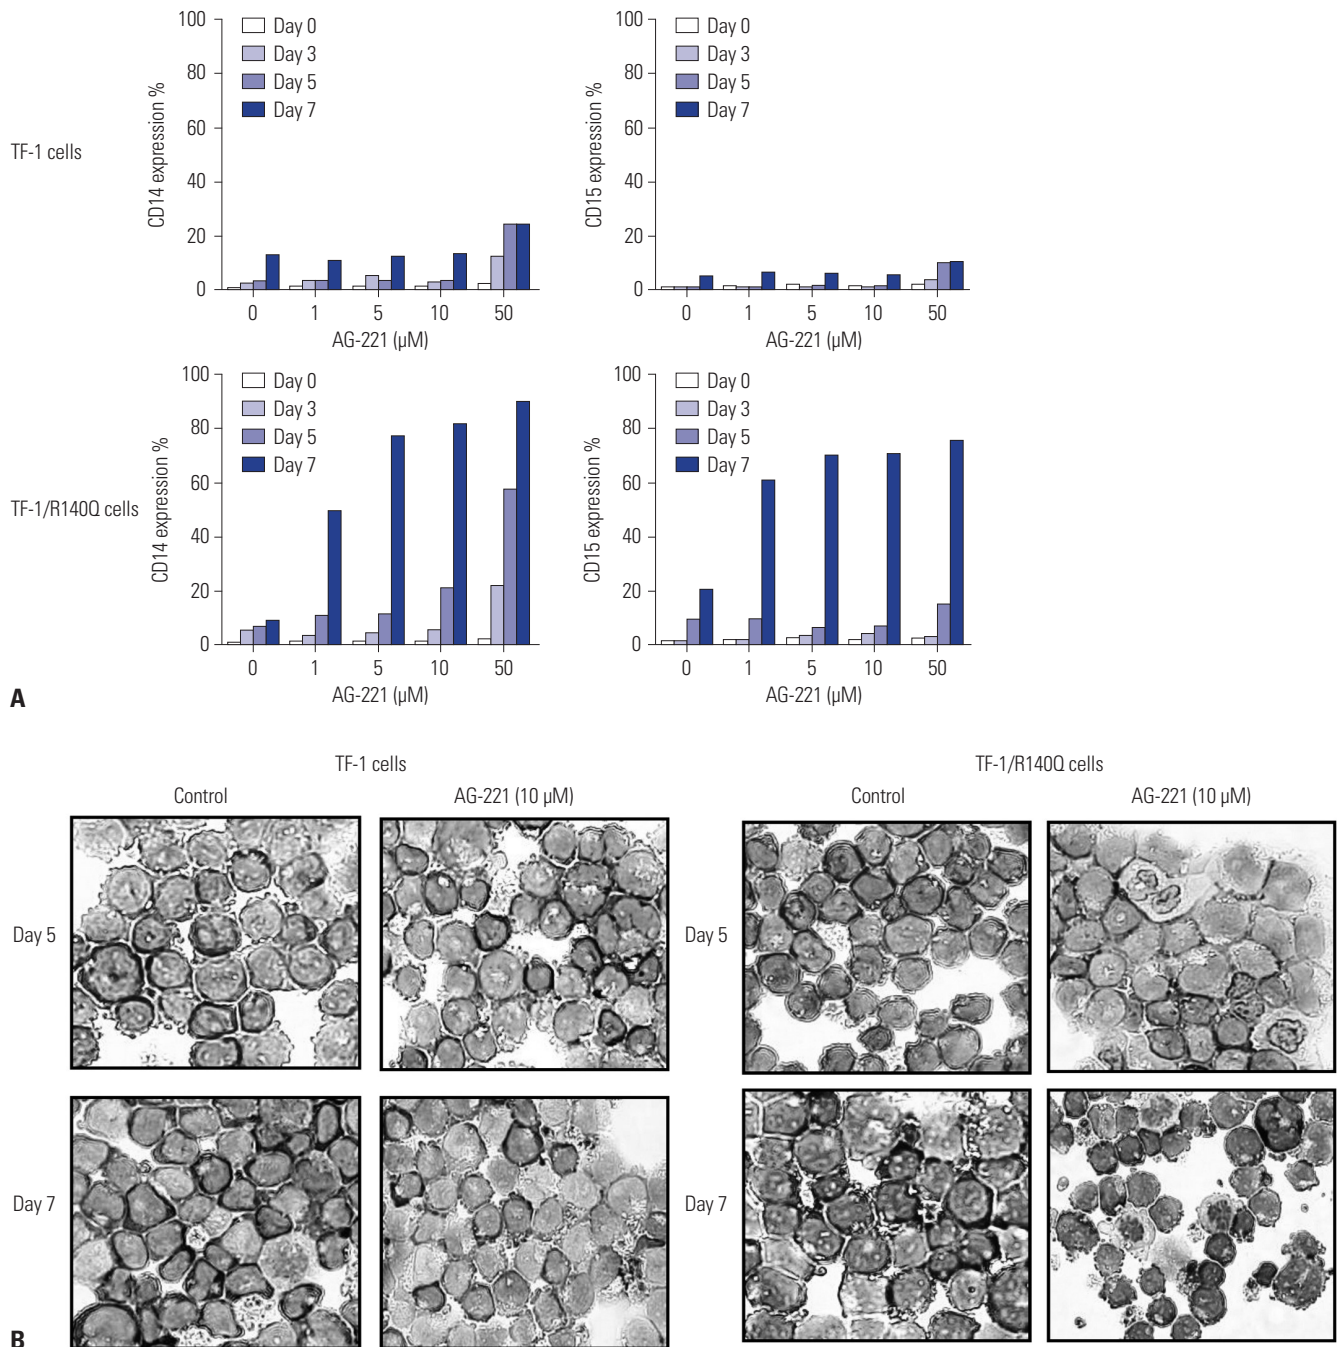 TF-1 cells
CD14 expression %
100
80
60
40
20
0
Day 0
Day 3
Day 5
Day 7
0 1 5 10 50
AG-221 (µM)
CD15 expression %
100
80
60
40
20
0
Day 0
Day 3
Day 5
Day 7
0 1 5 10 50
AG-221 (µM)
TF-1/R140Q cells
CD14 expression %
100
80
60
40
20
0
Day 0
Day 3
Day 5
Day 7
0 1 5 10 50
AG-221 (µM)
CD15 expression %
100
80
60
40
20
0
Day 0
Day 3
Day 5
Day 7
0 1 5 10 50
AG-221 (µM)
A
TF-1 cells
Control AG-221 (10 µM)
Day 5
Day 7
TF-1/R140Q cells
Control AG-221 (10 µM)
Day 5
Day 7
B